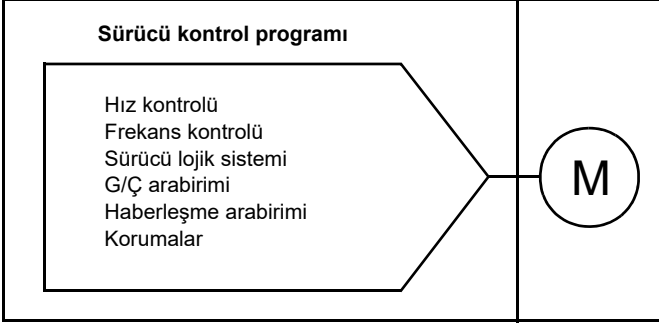 Sürücü kontrol programı
Hız kontrolü
Frekans kontrolü
Sürücü lojik sistemi
G/Ç arabirimi
Haberleşme arabirimi
Korumalar
M